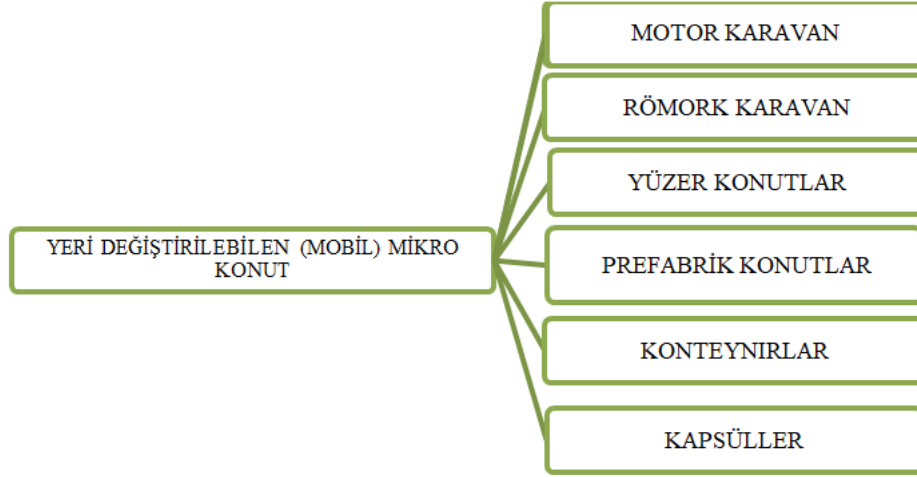 MOTOR KARAVAN
RÖMORK KARAVAN
YÜZER KONUTLAR
YERİ DEĞİŞTİRİLEBİLEN (MOBİL) MİKRO
KONUT
PREFABRİK KONUTLAR
KONTEYNIRLAR
KAPSÜLLER